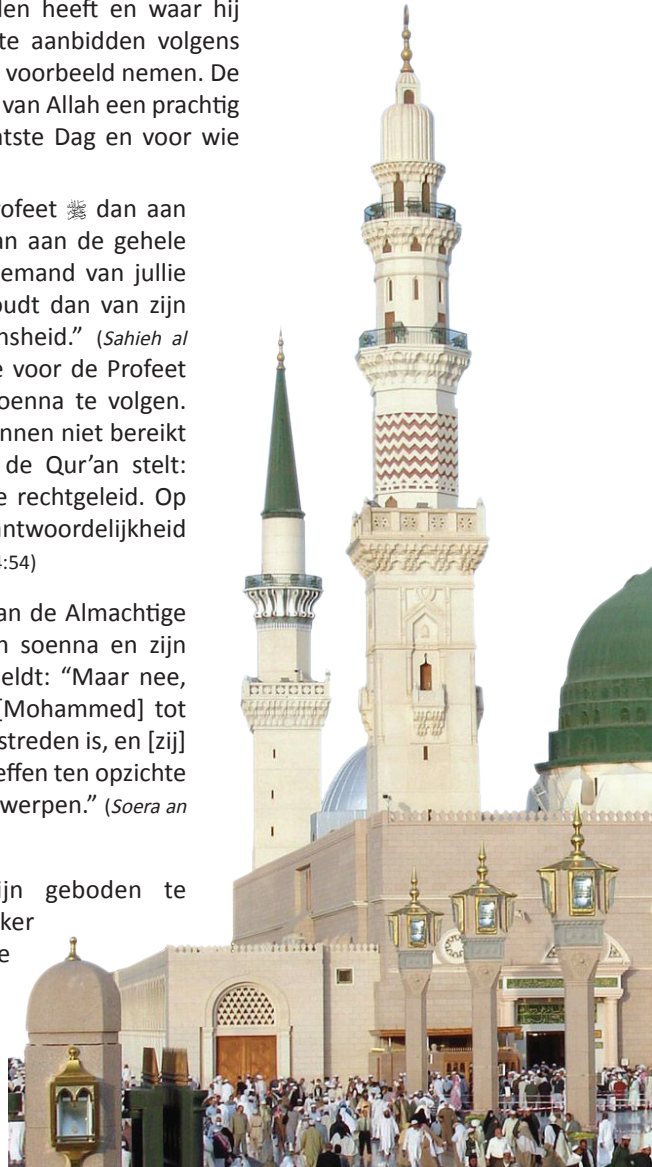 den heeft en waar hij
te aanbidden volgens
voorbeeld nemen. De
van Allah een prachtig
atste Dag en voor wie
rofeet ﷺ dan aan
an aan de gehele
emand van jullie
oudt dan van zijn
nsheid.” (Sahieh al
e voor de Profeet
oenna te volgen.
nnen niet bereikt
de Qur’an stelt:
e rechtgeleid. Op
antwoordelijkheid
4:54)
an de Almachtige
n soenna en zijn
eldt: “Maar nee,
[Mohammed] tot
streden is, en [zij]
effen ten opzichte
werpen.” (Soera an
ijn geboden te
ker
e